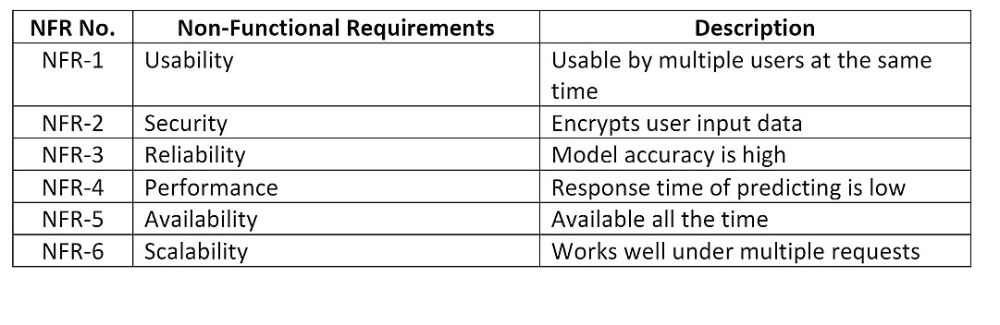 NFR No. Non-Functional Requirements Description
NFR-1 Usability Usable by multiple users at the same
time
NFR-2 Security Encrypts user input data
NFR-3 Reliability Model accuracy is high
NFR-4 Performance Response time of predicting is low
NFR-5 Availability Available all the time
NFR-6 Scalability Works well under multiple requests